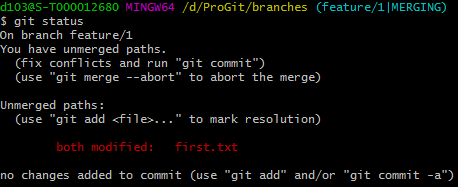 d103@S-T000012680 MINGW64 /d/ProGit/branches (feature/1|MERGING)
$ git status
On branch feature/1
You have unmerged paths.
  (fix conflicts and run "git commit")
  (use "git merge --abort" to abort the merge)

Unmerged paths:
  (use "git add <file>..." to mark resolution)

        both modified:   first.txt

no changes added to commit (use "git add" and/or "git commit -a")